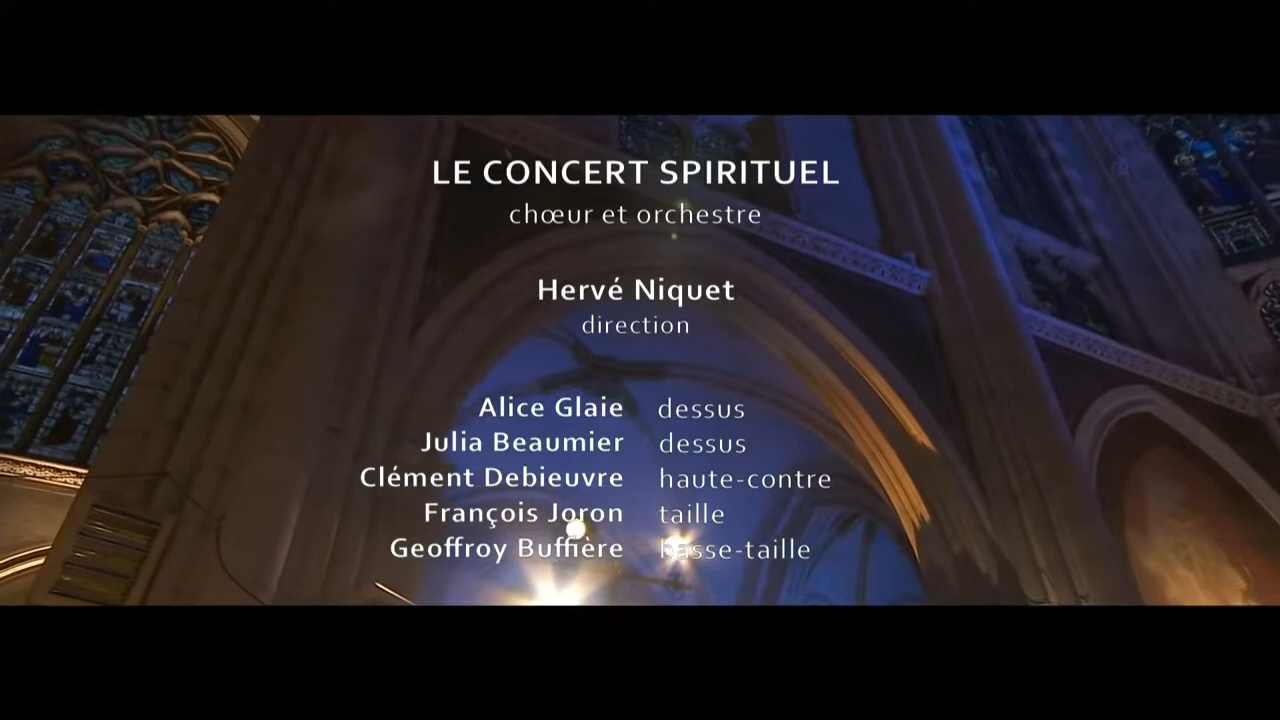 LE CONCERT SPIRITUEL
chœur et orchestre
Hervé Niquet
direction
Alice Glaie dessus
Julia Beaumier dessus
Clément Debieuvre haute-contre
François Joron taille
Geoffroy Buffière basse-taille